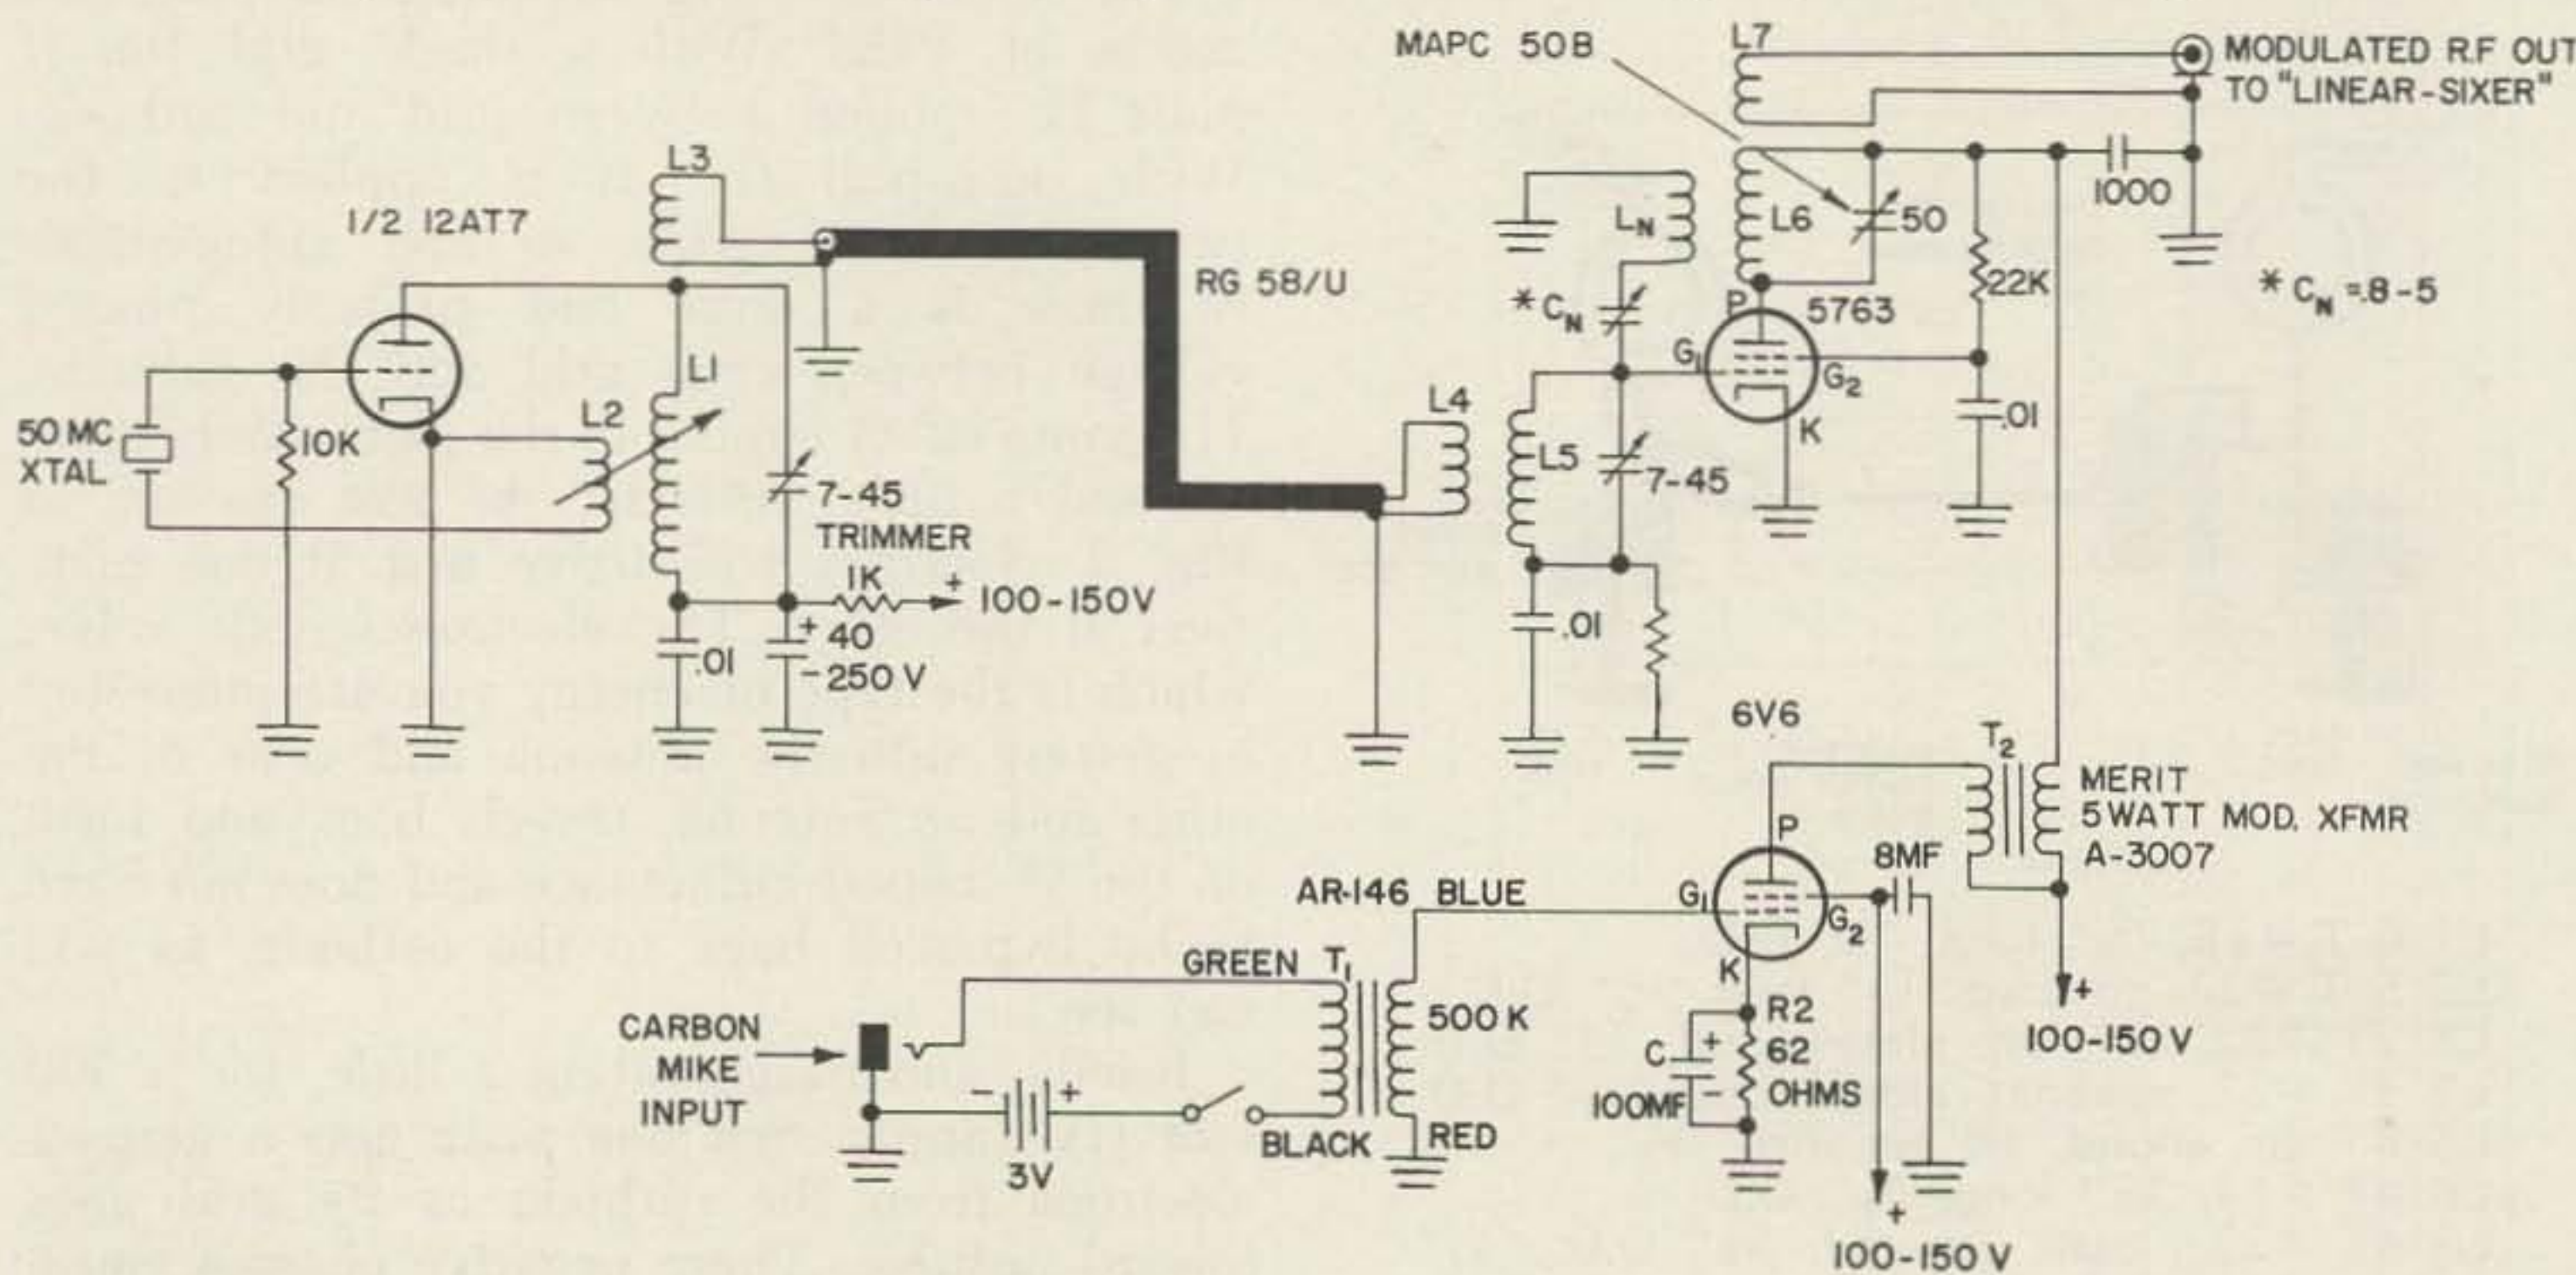 MAPC 50B
L7
MODULATED R.F OUT
TO "LINEAR-SIXER"
1000
* CN = .8-5
L3
1/2 12AT7
RG 58/U
LN
L6
50
22K
* CN
P
5763
G1
G2
K
.01
L1
L2
50 MC
XTAL
10K
7-45
TRIMMER
1K
+
100-150V
.01
+ 40
- 250 V
L4
L5
7-45
.01
6V6
T2
MERIT
5 WATT MOD. XFMR
A-3007
P
8MF
G1
G2
K
AR-146 BLUE
GREEN T1
500 K
CARBON
MIKE
INPUT
- +
3V
BLACK
RED
R2
62
OHMS
C
+
-
100MF
+
100-150 V
+
100-150 V